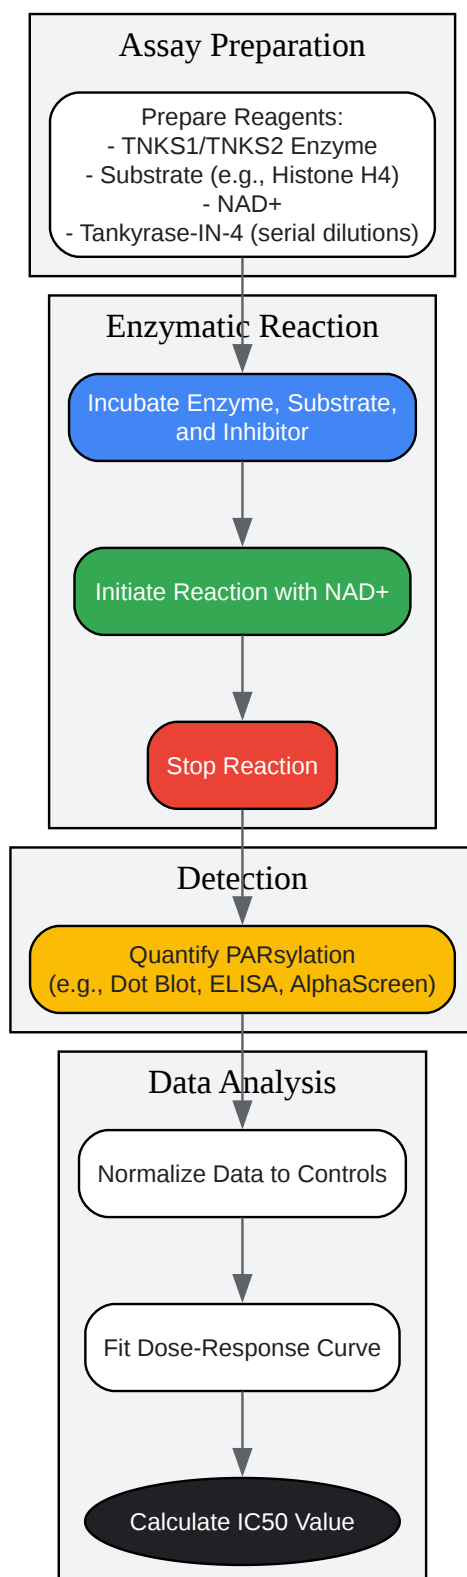 Assay Preparation
Prepare Reagents:
- TNKS1/TNKS2 Enzyme
- Substrate (e.g., Histone H4)
- NAD+
- Tankyrase-IN-4 (serial dilutions)
Enzymatic Reaction
Incubate Enzyme, Substrate,
and Inhibitor
Initiate Reaction with NAD+
Stop Reaction
Detection
Quantify PARsylation
(e.g., Dot Blot, ELISA, AlphaScreen)
Data Analysis
Normalize Data to Controls
Fit Dose-Response Curve
Calculate IC50 Value